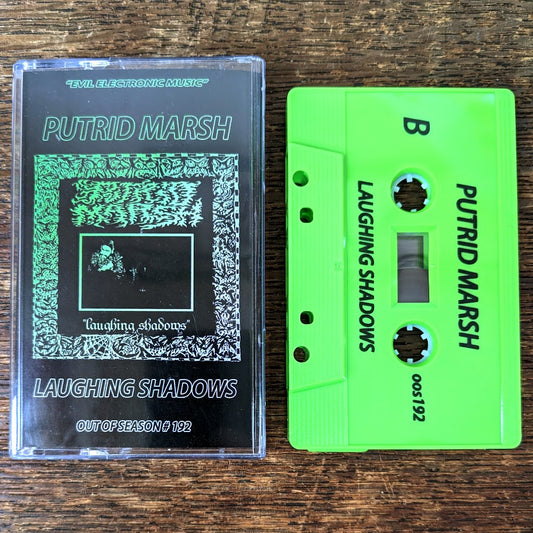 "EVIL ELECTRONIC MUSIC"
PUTRID MARSH
"laughing shadows"
LAUGHING SHADOWS
OUT OF SEASON # 192
B
PUTRID MARSH
LAUGHING SHADOWS
OOS192